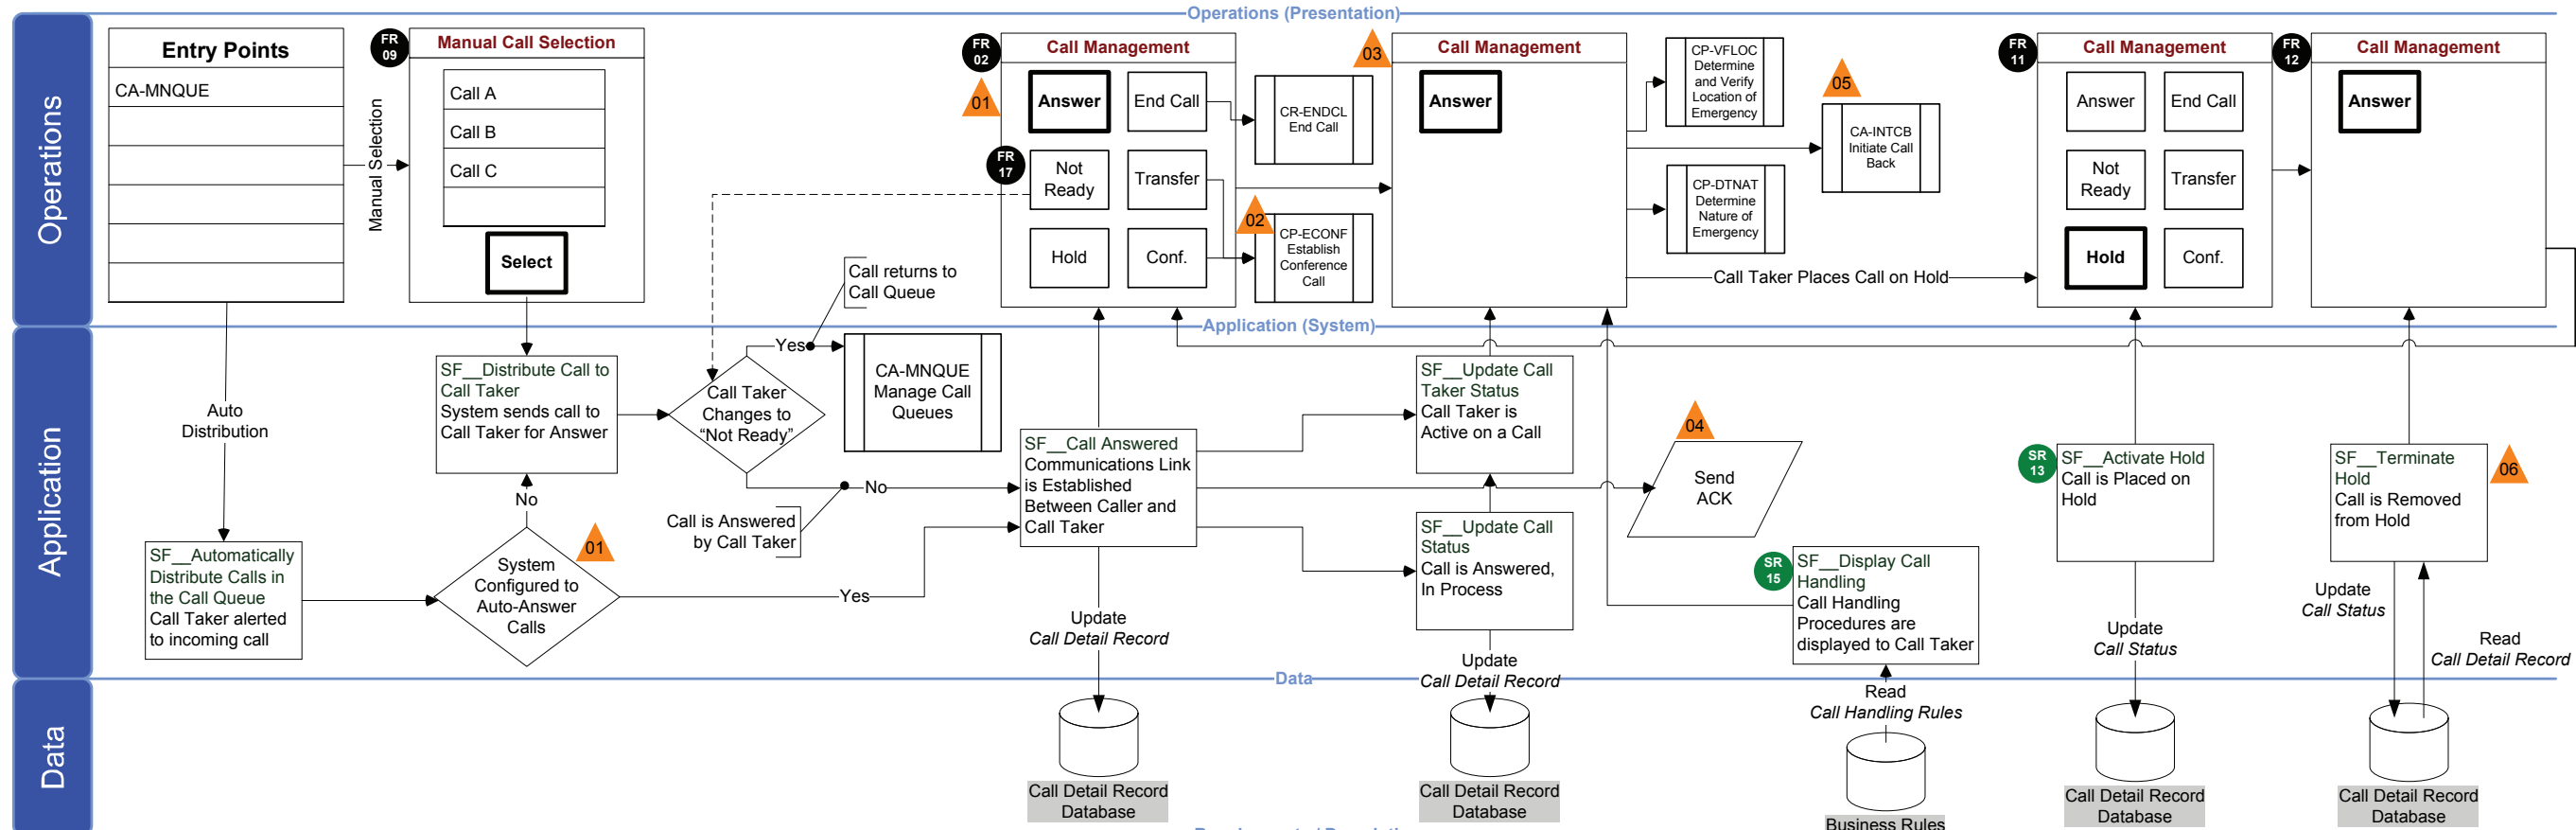 Operations (Presentation)
Operations
Entry Points
CA-MNQUE
Manual Selection
FR
09
Manual Call Selection
Call A
Call B
Call C
Select
FR
02
01
Call Management
Answer
End Call
FR
17
Not
Ready
Transfer
Hold
Conf.
CR-ENDCL
End Call
02
CP-ECONF
Establish
Conference
Call
03
Call Management
Answer
CP-VFLOC
Determine
and Verify
Location of
Emergency
05
CA-INTCB
Initiate Call
Back
CP-DTNAT
Determine
Nature of
Emergency
Call Taker Places Call on Hold
FR
11
Call Management
Answer
End Call
Not
Ready
Transfer
Hold
Conf.
FR
12
Call Management
Answer
Application (System)
Application
Auto
Distribution
SF__Automatically
Distribute Calls in
the Call Queue
Call Taker alerted
to incoming call
SF__Distribute Call to
Call Taker
System sends call to
Call Taker for Answer
No
01
System
Configured to
Auto-Answer
Calls
Yes
Call Taker
Changes to
“Not Ready”
Yes
Call returns to
Call Queue
CA-MNQUE
Manage Call
Queues
No
Call is Answered
by Call Taker
SF__Call Answered
Communications Link
is Established
Between Caller and
Call Taker
Update
Call Detail Record
SF__Update Call
Taker Status
Call Taker is
Active on a Call
SF__Update Call
Status
Call is Answered,
In Process
Update
Call Detail Record
04
Send
ACK
SR
15
SF__Display Call
Handling
Call Handling
Procedures are
displayed to Call Taker
Read
Call Handling Rules
SR
13
SF__Activate Hold
Call is Placed on
Hold
Update
Call Status
SF__Terminate
Hold
Call is Removed
from Hold
06
Update
Call Status
Read
Call Detail Record
Data
Data
Call Detail Record
Database
Call Detail Record
Database
Business Rules
Call Detail Record
Database
Call Detail Record
Database